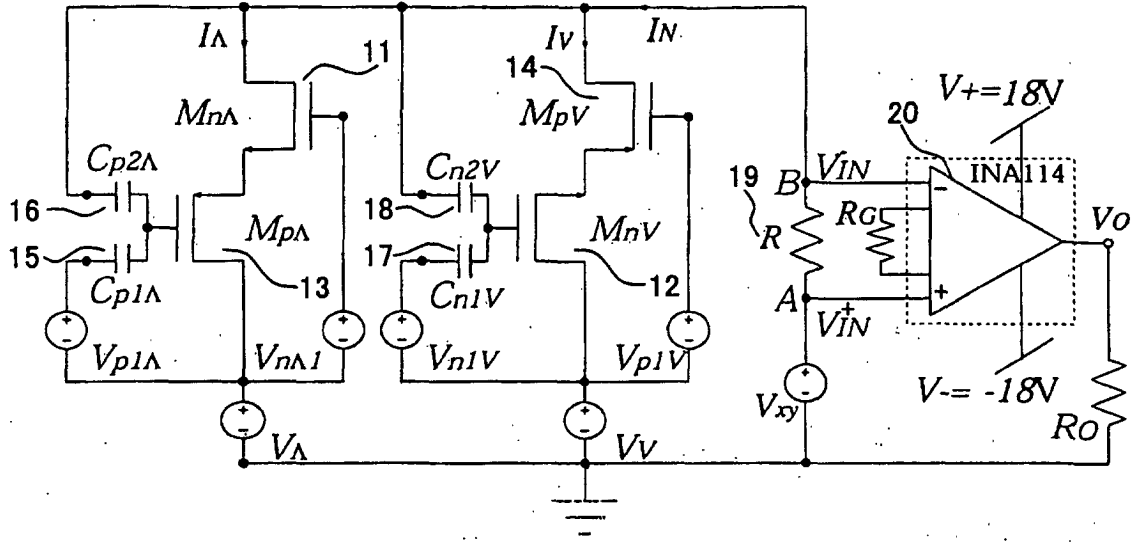 IΛ
11
IV
14
IN
V+=18V
MnΛ
MpV
20
Cp2Λ
Cn2V
B
V-IN
INA114
16
18
19
RG
VO
15
MpΛ
17
MnV
R
Cp1Λ
13
Cn1V
12
A
V+IN
Vp1Λ
VnΛ1
Vn1V
Vp1V
Vxy
V-= -18V
RO
VΛ
VV